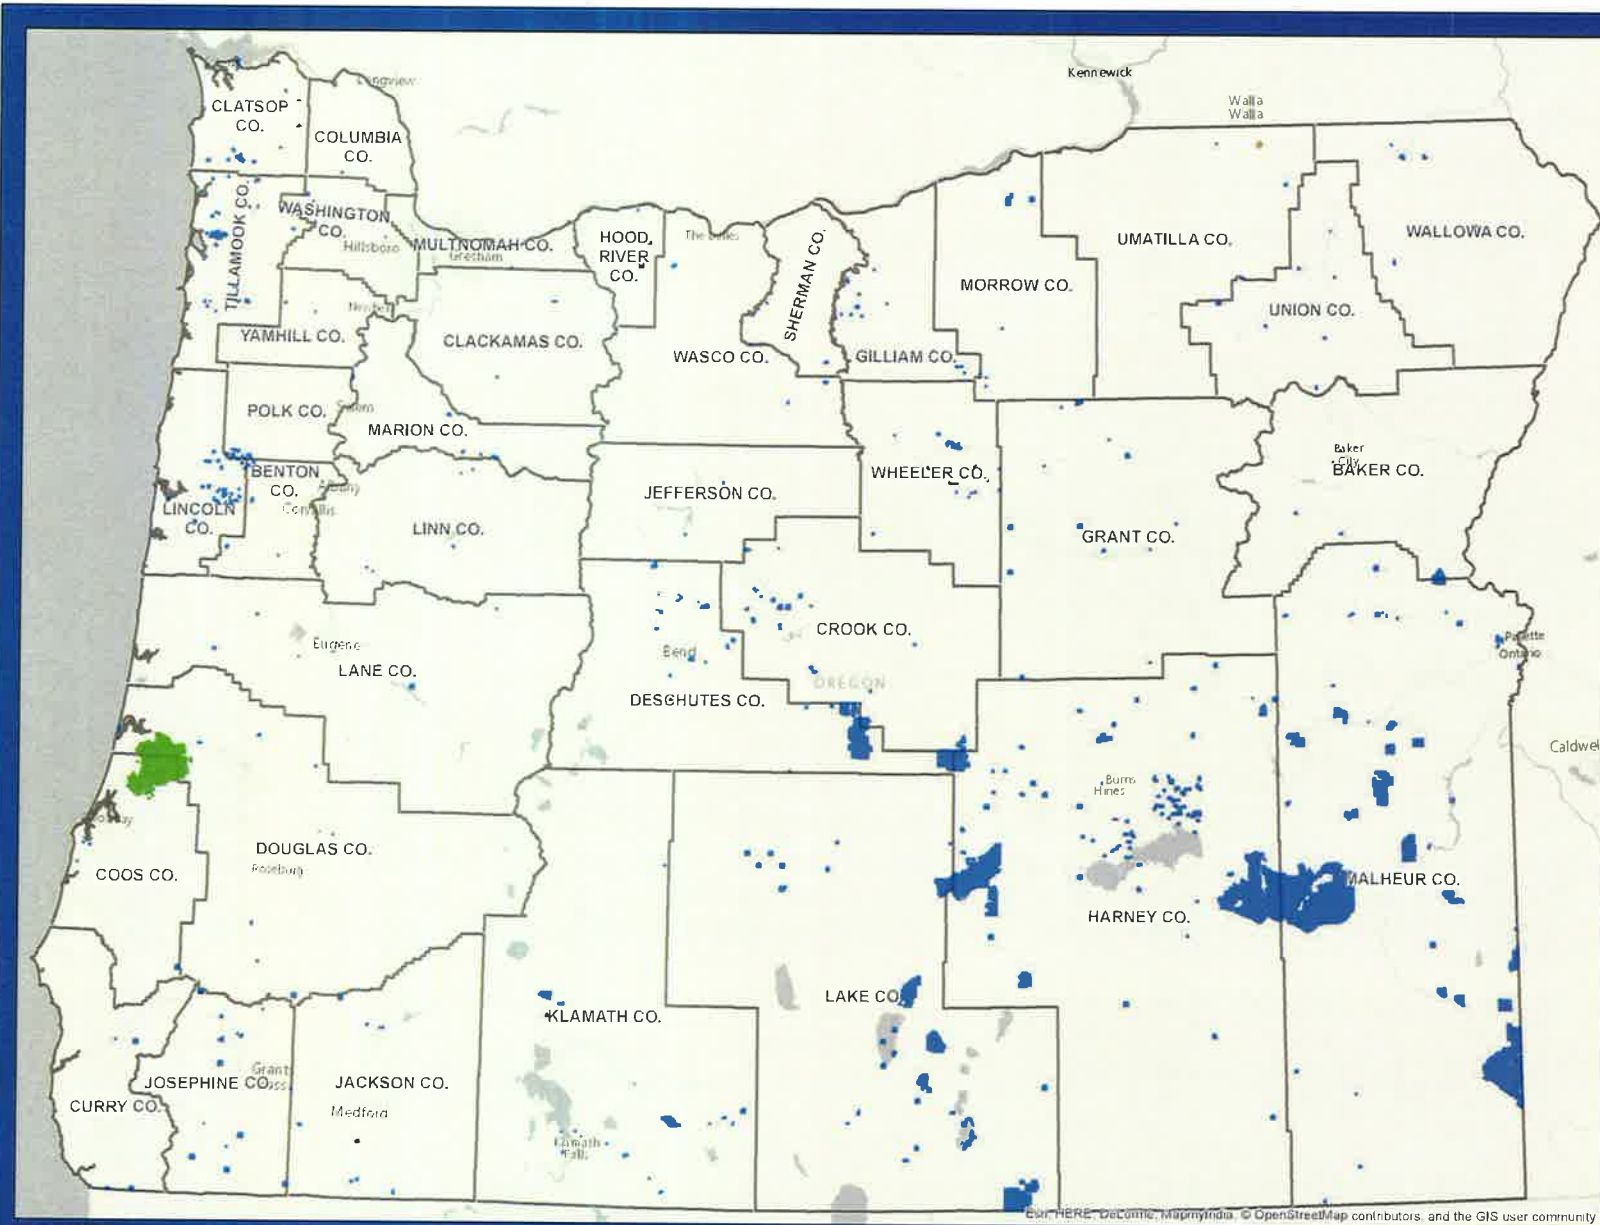 Kennewick
Longview
Walla
Walla
CLATSOP
CO.
COLUMBIA
CO.
TILLAMOOK CO.
WASHINGTON
CO.
Hillsboro
MULTNOMAH CO.
Gresham
HOOD
RIVER
CO.
The Dalles
SHERMAN CO.
UMATILLA CO.
WALLOWA CO.
MORROW CO.
UNION CO.
YAMHILL CO.
CLACKAMAS CO.
WASCO CO.
GILLIAM CO.
POLK CO.
Salem
MARION CO.
BENTON
CO.
Albany
Corvallis
LINCOLN
CO.
LINN CO.
JEFFERSON CO.
WHEELER CO.
Baker
City
BAKER CO.
GRANT CO.
CROOK CO.
Eugene
LANE CO.
Bend
OREGON
DESCHUTES CO.
Payette
Ontario
Caldwel
Burns
Hines
DOUGLAS CO.
Roseburg
COOS CO.
MALHEUR CO.
HARNEY CO.
LAKE CO.
KLAMATH CO.
Grants
Pass
JOSEPHINE CO.
JACKSON CO.
CURRY CO.
Medford
Klamath
Falls
Esri, HERE, DeLorme, MapmyIndia, © OpenStreetMap contributors, and the GIS user community